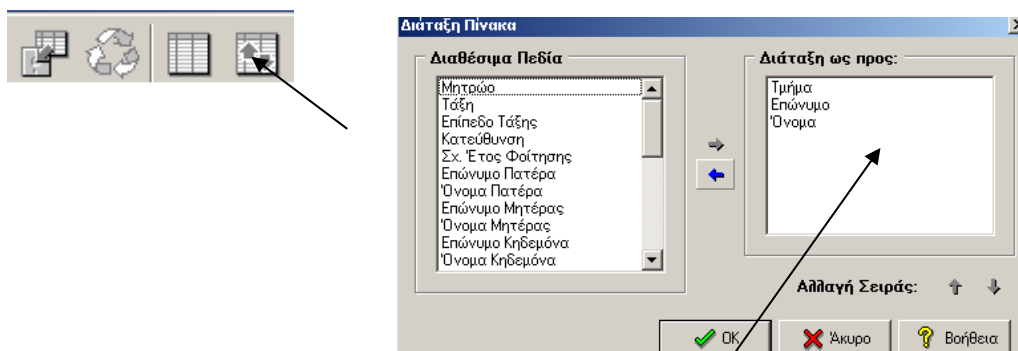 Διάταξη Πίνακα
Διαθέσιμα Πεδία
Μητρώο
Τάξη
Επίπεδο Τάξης
Κατεύθυνση
Σχ. Έτος Φοίτησης
Επώνυμο Πατέρα
Όνομα Πατέρα
Επώνυμο Μητέρας
Όνομα Μητέρας
Επώνυμο Κηδεμόνα
Όνομα Κηδεμόνα
Διάταξη ως προς:
Τμήμα
Επώνυμο
Όνομα
Αλλαγή Σειράς:
OK
Άκυρο
Βοήθεια